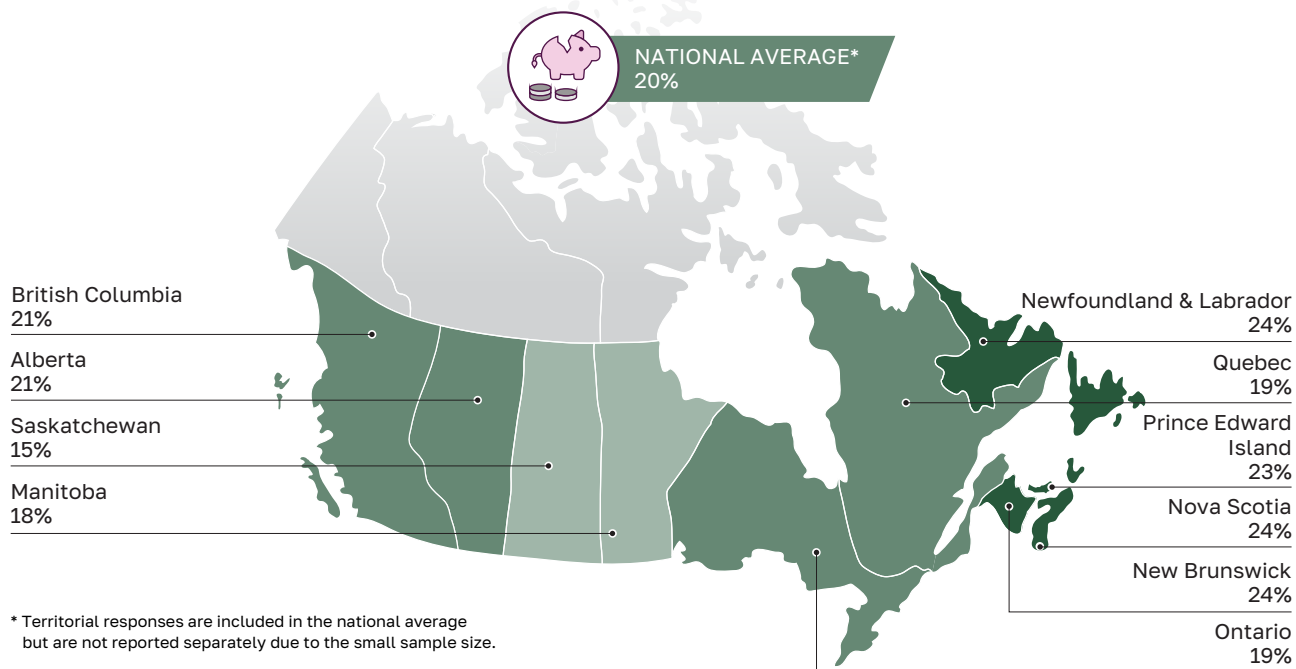 NATIONAL AVERAGE*
20%
British Columbia
21%
Alberta
21%
Saskatchewan
15%
Manitoba
18%
Newfoundland & Labrador
24%
Quebec
19%
Prince Edward
Island
23%
Nova Scotia
24%
New Brunswick
24%
Ontario
19%
* Territorial responses are included in the national average
but are not reported separately due to the small sample size.